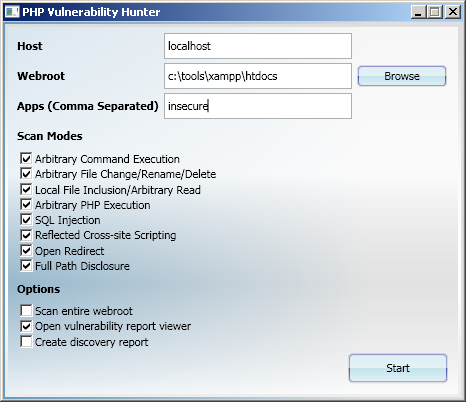 PHP Vulnerability Hunter
Host localhost
Webroot c:\tools\xampp\htdocs Browse
Apps (Comma Separated) insecure
Scan Modes
Arbitrary Command Execution
Arbitrary File Change/Rename/Delete
Local File Inclusion/Arbitrary Read
Arbitrary PHP Execution
SQL Injection
Reflected Cross-site Scripting
Open Redirect
Full Path Disclosure
Options
Scan entire webroot
Open vulnerability report viewer
Create discovery report
Start